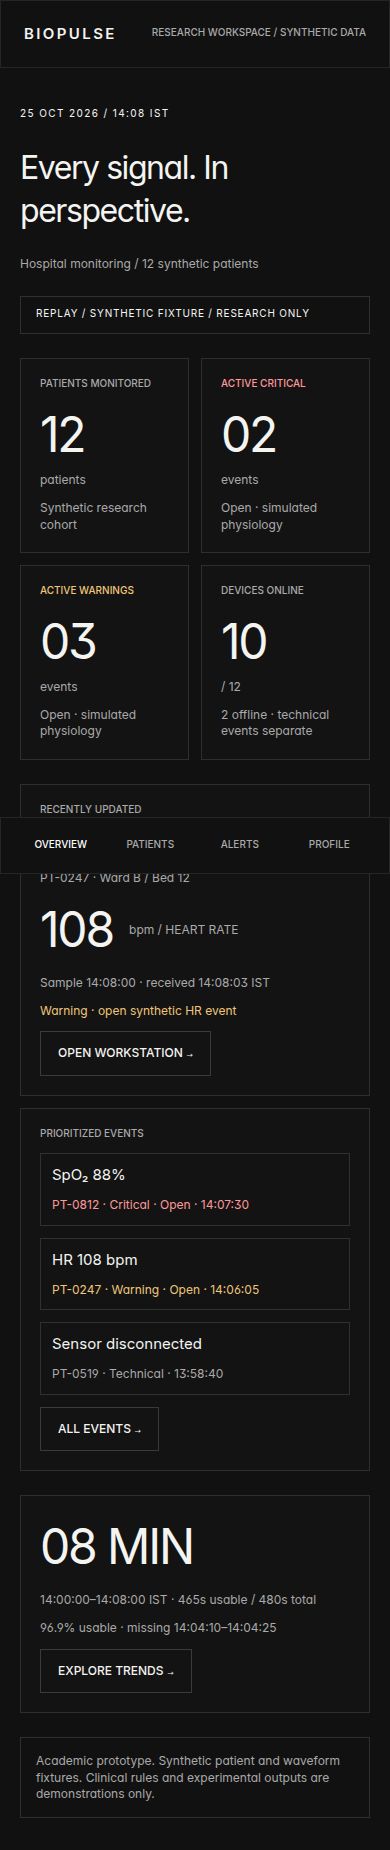 BIOPULSE
RESEARCH WORKSPACE / SYNTHETIC DATA
25 OCT 2026 / 14:08 IST
Every signal. In
perspective.
Hospital monitoring / 12 synthetic patients
REPLAY / SYNTHETIC FIXTURE / RESEARCH ONLY
PATIENTS MONITORED
12
patients
Synthetic research
cohort
ACTIVE CRITICAL
02
events
Open · simulated
physiology
ACTIVE WARNINGS
03
events
Open · simulated
physiology
DEVICES ONLINE
10
/ 12
2 offline · technical
events separate
RECENTLY UPDATED
OVERVIEW PATIENTS ALERTS PROFILE
PT-0247 · Ward B / Bed 12
108 bpm / HEART RATE
Sample 14:08:00 · received 14:08:03 IST
Warning · open synthetic HR event
OPEN WORKSTATION →
PRIORITIZED EVENTS
SpO₂ 88%
PT-0812 · Critical · Open · 14:07:30
HR 108 bpm
PT-0247 · Warning · Open · 14:06:05
Sensor disconnected
PT-0519 · Technical · 13:58:40
ALL EVENTS →
08 MIN
14:00:00–14:08:00 IST · 465s usable / 480s total
96.9% usable · missing 14:04:10–14:04:25
EXPLORE TRENDS →
Academic prototype. Synthetic patient and waveform
fixtures. Clinical rules and experimental outputs are
demonstrations only.